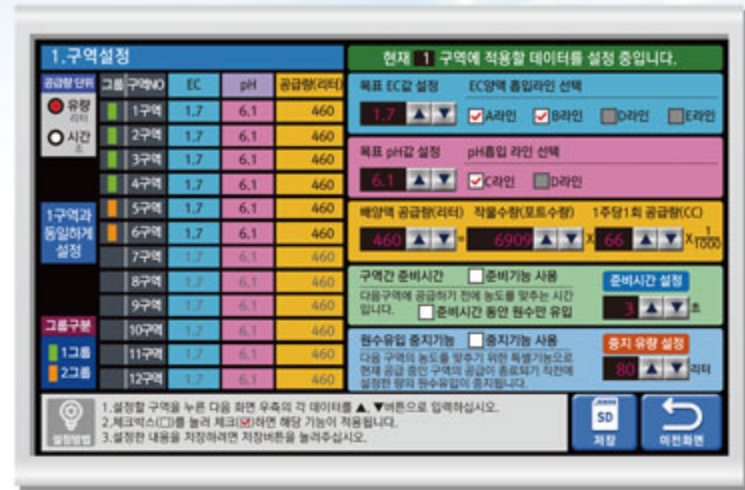 1.구역설정
현재 1 구역에 적용할 데이터를 설정 중입니다.
공급량 단위
유량
리터
시간
초
1구역과
동일하게
설정
그룹구분
1그룹
2그룹
그룹 구역NO EC pH 공급량(리터)
1구역 1.7 6.1 460
2구역 1.7 6.1 460
3구역 1.7 6.1 460
4구역 1.7 6.1 460
5구역 1.7 6.1 460
6구역 1.7 6.1 460
7구역 1.7 6.1 460
8구역 1.7 6.1 460
9구역 1.7 6.1 460
10구역 1.7 6.1 460
11구역 1.7 6.1 460
12구역 1.7 6.1 460
목표 EC값 설정 EC양액 흡입라인 선택
1.7 ▲ ▼ A라인 B라인 D라인 E라인
목표 pH값 설정 pH흡입 라인 선택
6.1 ▲ ▼ C라인 D라인
배양액 공급량(리터) 작물수량(포트수량) 1주당1회 공급량(CC)
460 ▲ ▼ = 6909 ▲ ▼ X 66 ▲ ▼ X 1/1000
구역간 준비시간 준비기능 사용 준비시간 설정
다음구역에 공급하기 전에 농도를 맞추는 시간
입니다. 준비시간 동안 원수만 유입
3 ▲ ▼ 초
원수유입 중지기능 중지기능 사용 중지 유량 설정
다음 구역의 농도를 맞추기 위한 특별기능으로
현재 공급 중인 구역의 공급이 종료되기 직전에
설정한 량의 원수유입이 중지됩니다.
80 ▲ ▼ 리터
설정방법
1.설정할 구역을 누른 다음 화면 우측의 각 데이터를 ▲, ▼버튼으로 입력하십시오.
2.체크박스(□)를 눌러 체크(☑)하면 해당 기능이 적용됩니다.
3.설정한 내용을 저장하려면 저장버튼을 눌러주십시오.
SD
저장
이전화면